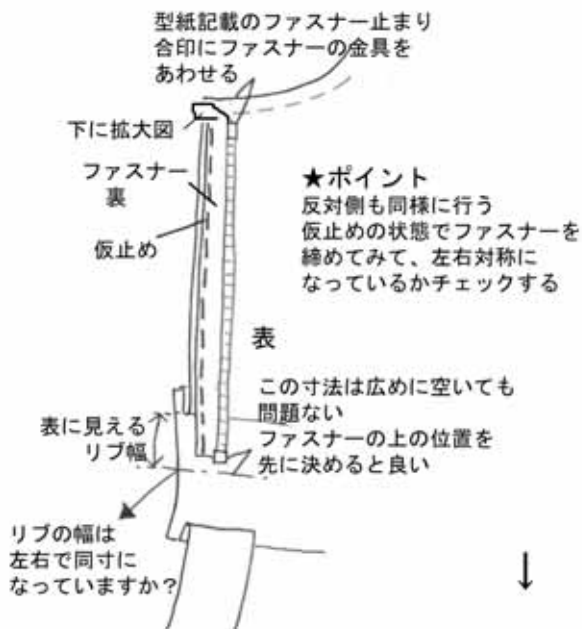 型紙記載のファスナー止まり
合印にファスナーの金具を
あわせる
下に拡大図
ファスナー
裏
仮止め
★ポイント
反対側も同様に行う
仮止めの状態でファスナーを
締めてみて、左右対称に
なっているかチェックする
表
この寸法は広めに空いても
問題ない
ファスナーの上の位置を
先に決めると良い
表に見える
リブ幅
リブの幅は
左右で同寸に
なっていますか?
↓